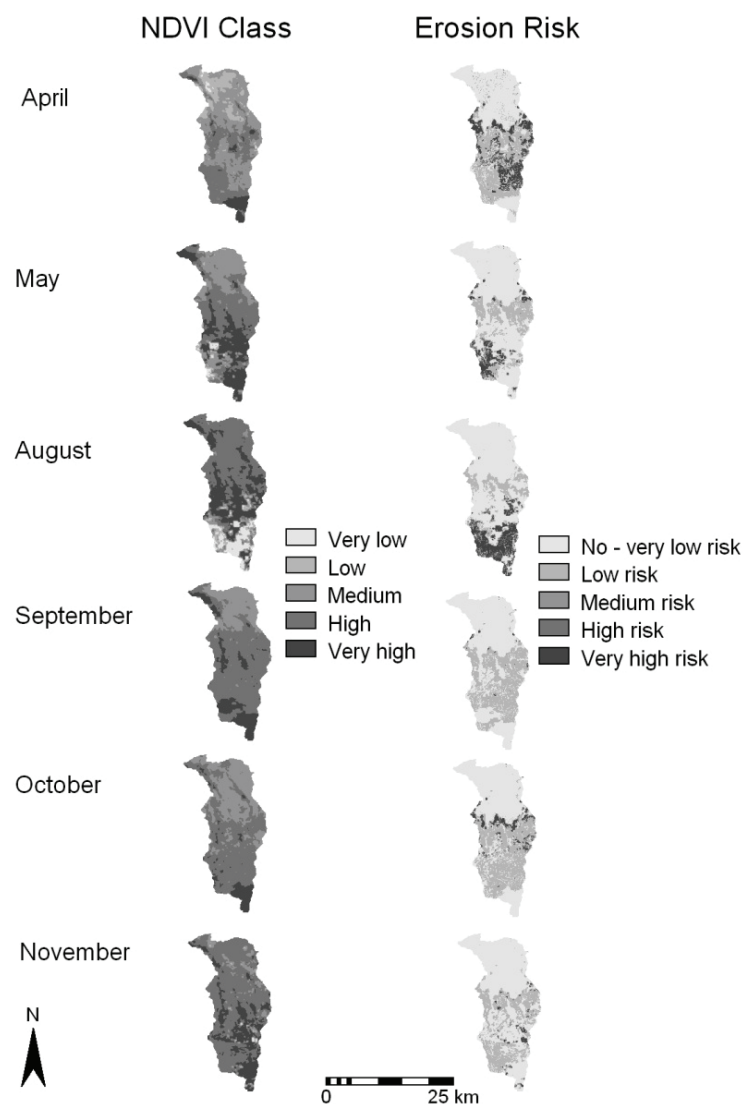 NDVI Class
Erosion Risk
April
May
August
Very low
Low
Medium
High
Very high
No - very low risk
Low risk
Medium risk
High risk
Very high risk
September
October
November
N
0 25 km